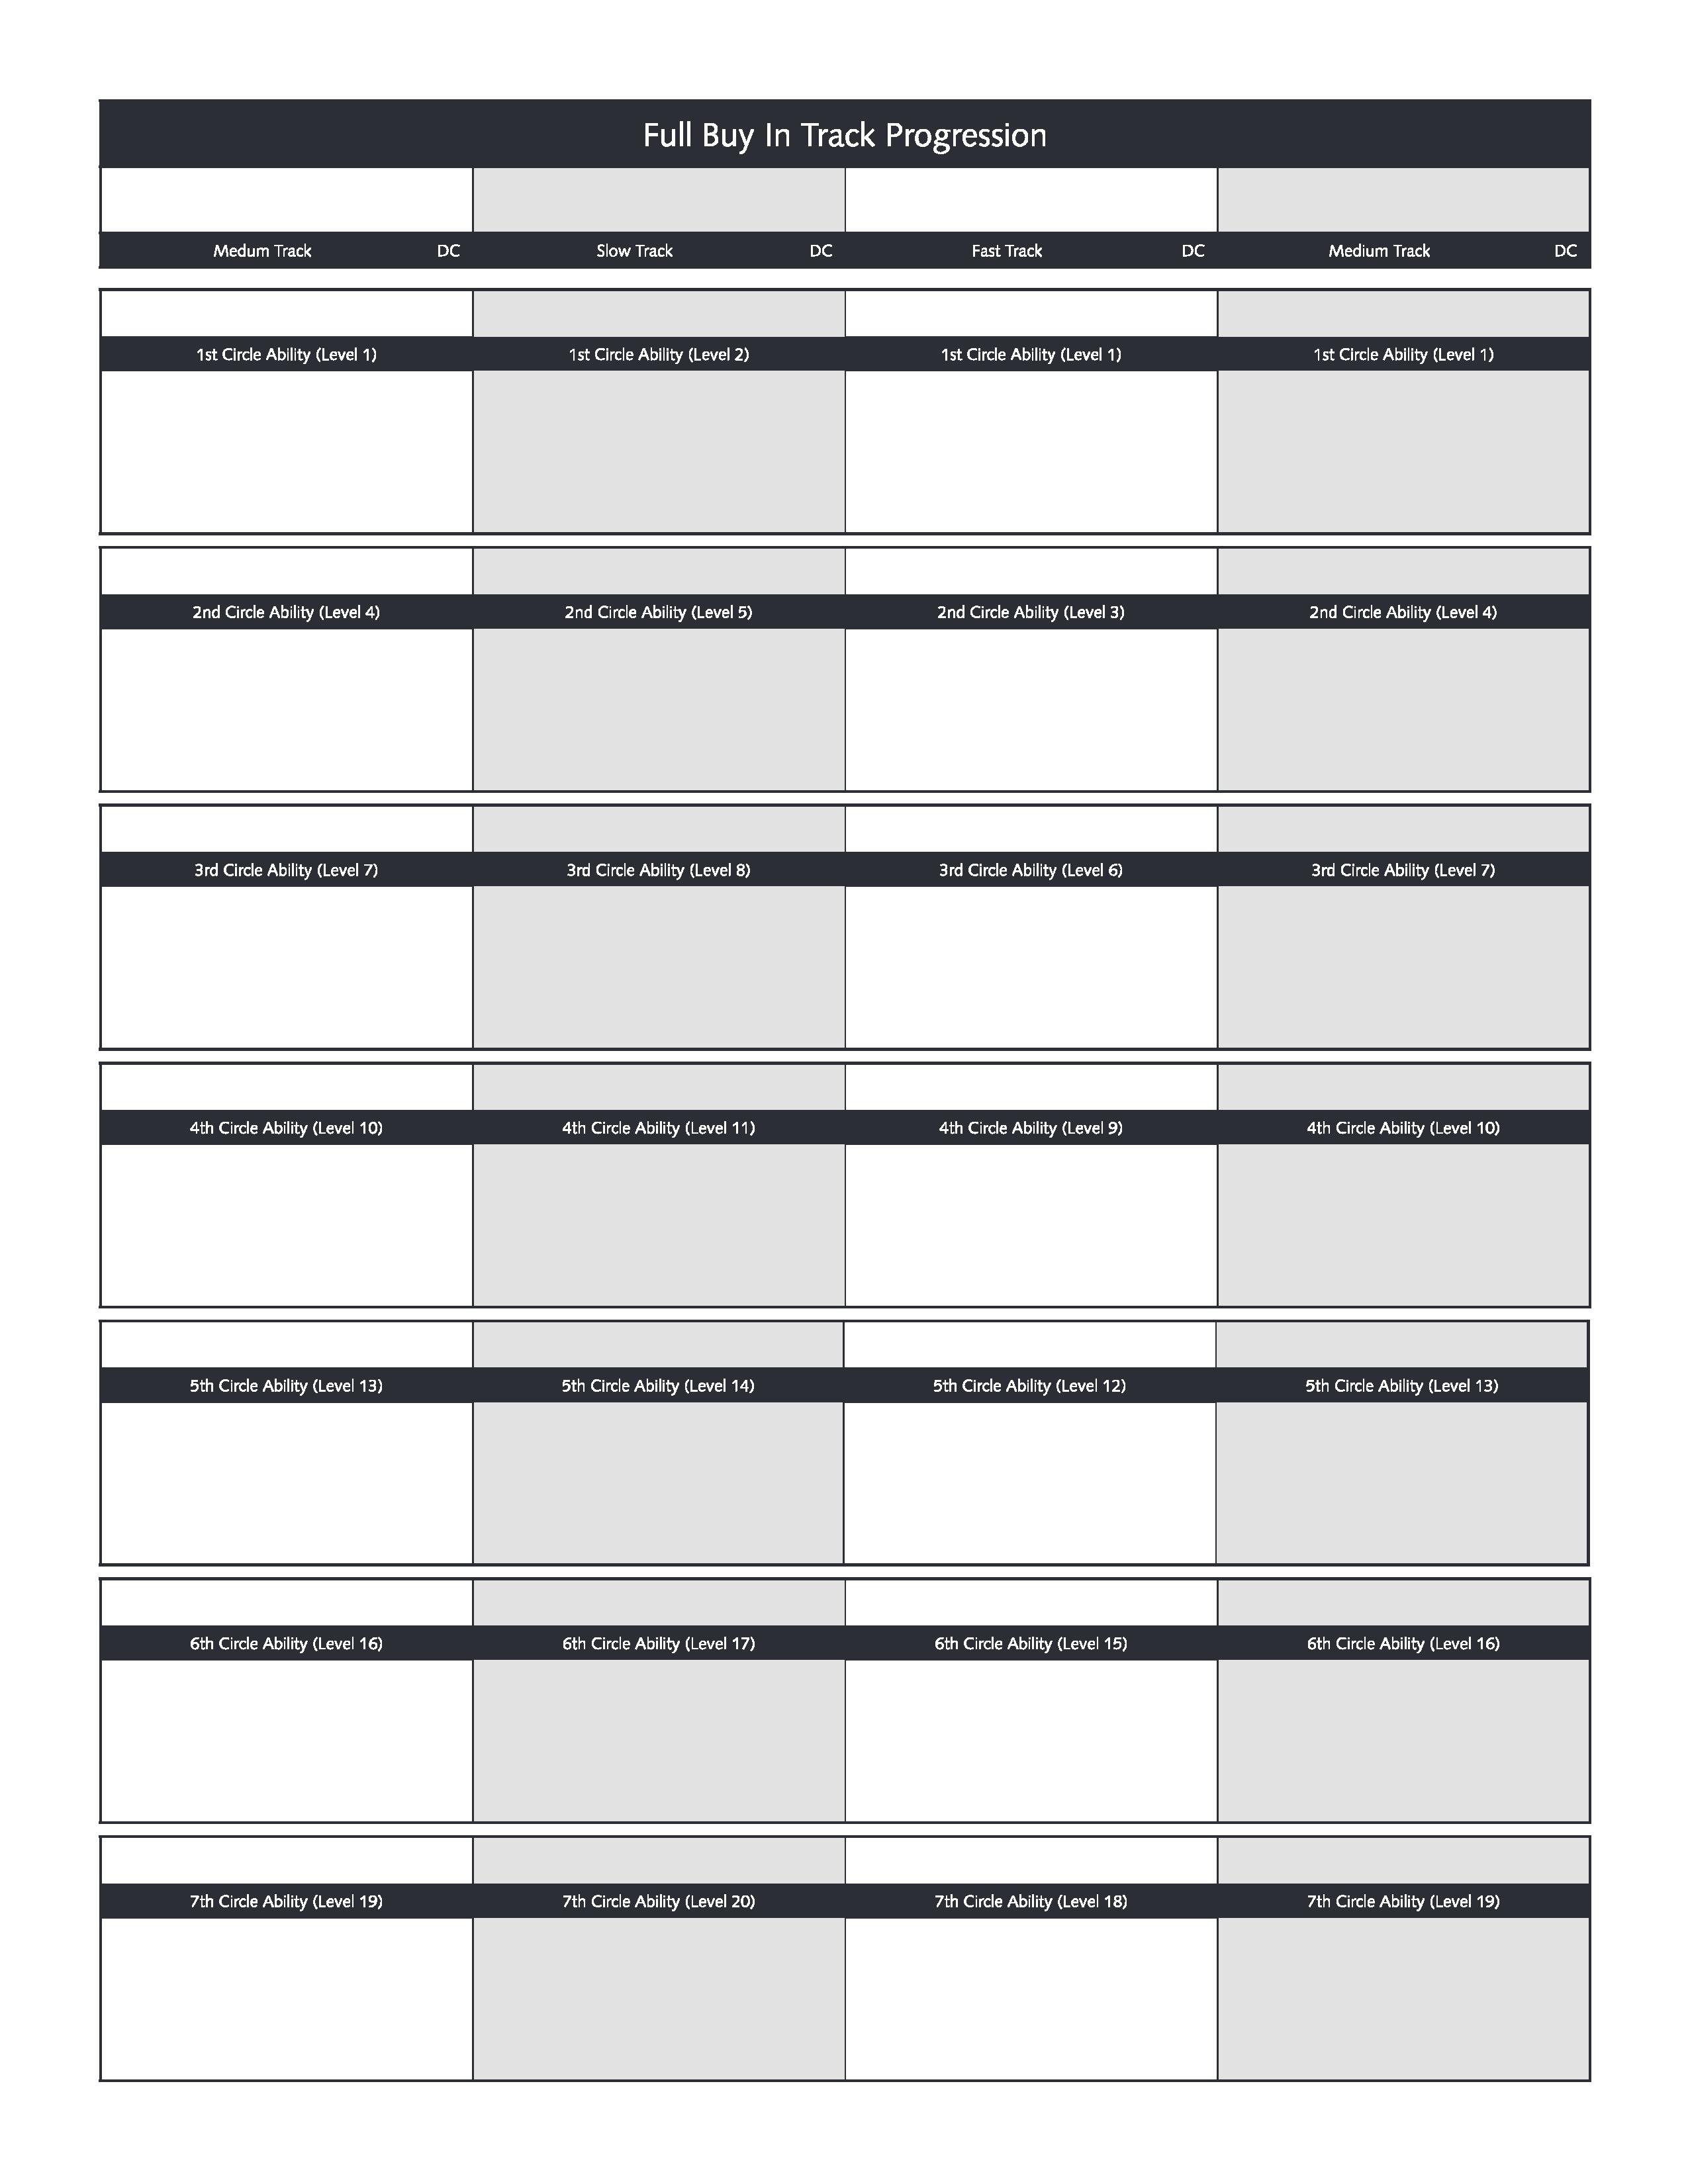 Full Buy In Track Progression
Medum Track DC Slow Track DC Fast Track DC Medium Track DC
1st Circle Ability (Level 1) 1st Circle Ability (Level 2) 1st Circle Ability (Level 1) 1st Circle Ability (Level 1)
2nd Circle Ability (Level 4) 2nd Circle Ability (Level 5) 2nd Circle Ability (Level 3) 2nd Circle Ability (Level 4)
3rd Circle Ability (Level 7) 3rd Circle Ability (Level 8) 3rd Circle Ability (Level 6) 3rd Circle Ability (Level 7)
4th Circle Ability (Level 10) 4th Circle Ability (Level 11) 4th Circle Ability (Level 9) 4th Circle Ability (Level 10)
5th Circle Ability (Level 13) 5th Circle Ability (Level 14) 5th Circle Ability (Level 12) 5th Circle Ability (Level 13)
6th Circle Ability (Level 16) 6th Circle Ability (Level 17) 6th Circle Ability (Level 15) 6th Circle Ability (Level 16)
7th Circle Ability (Level 19) 7th Circle Ability (Level 20) 7th Circle Ability (Level 18) 7th Circle Ability (Level 19)